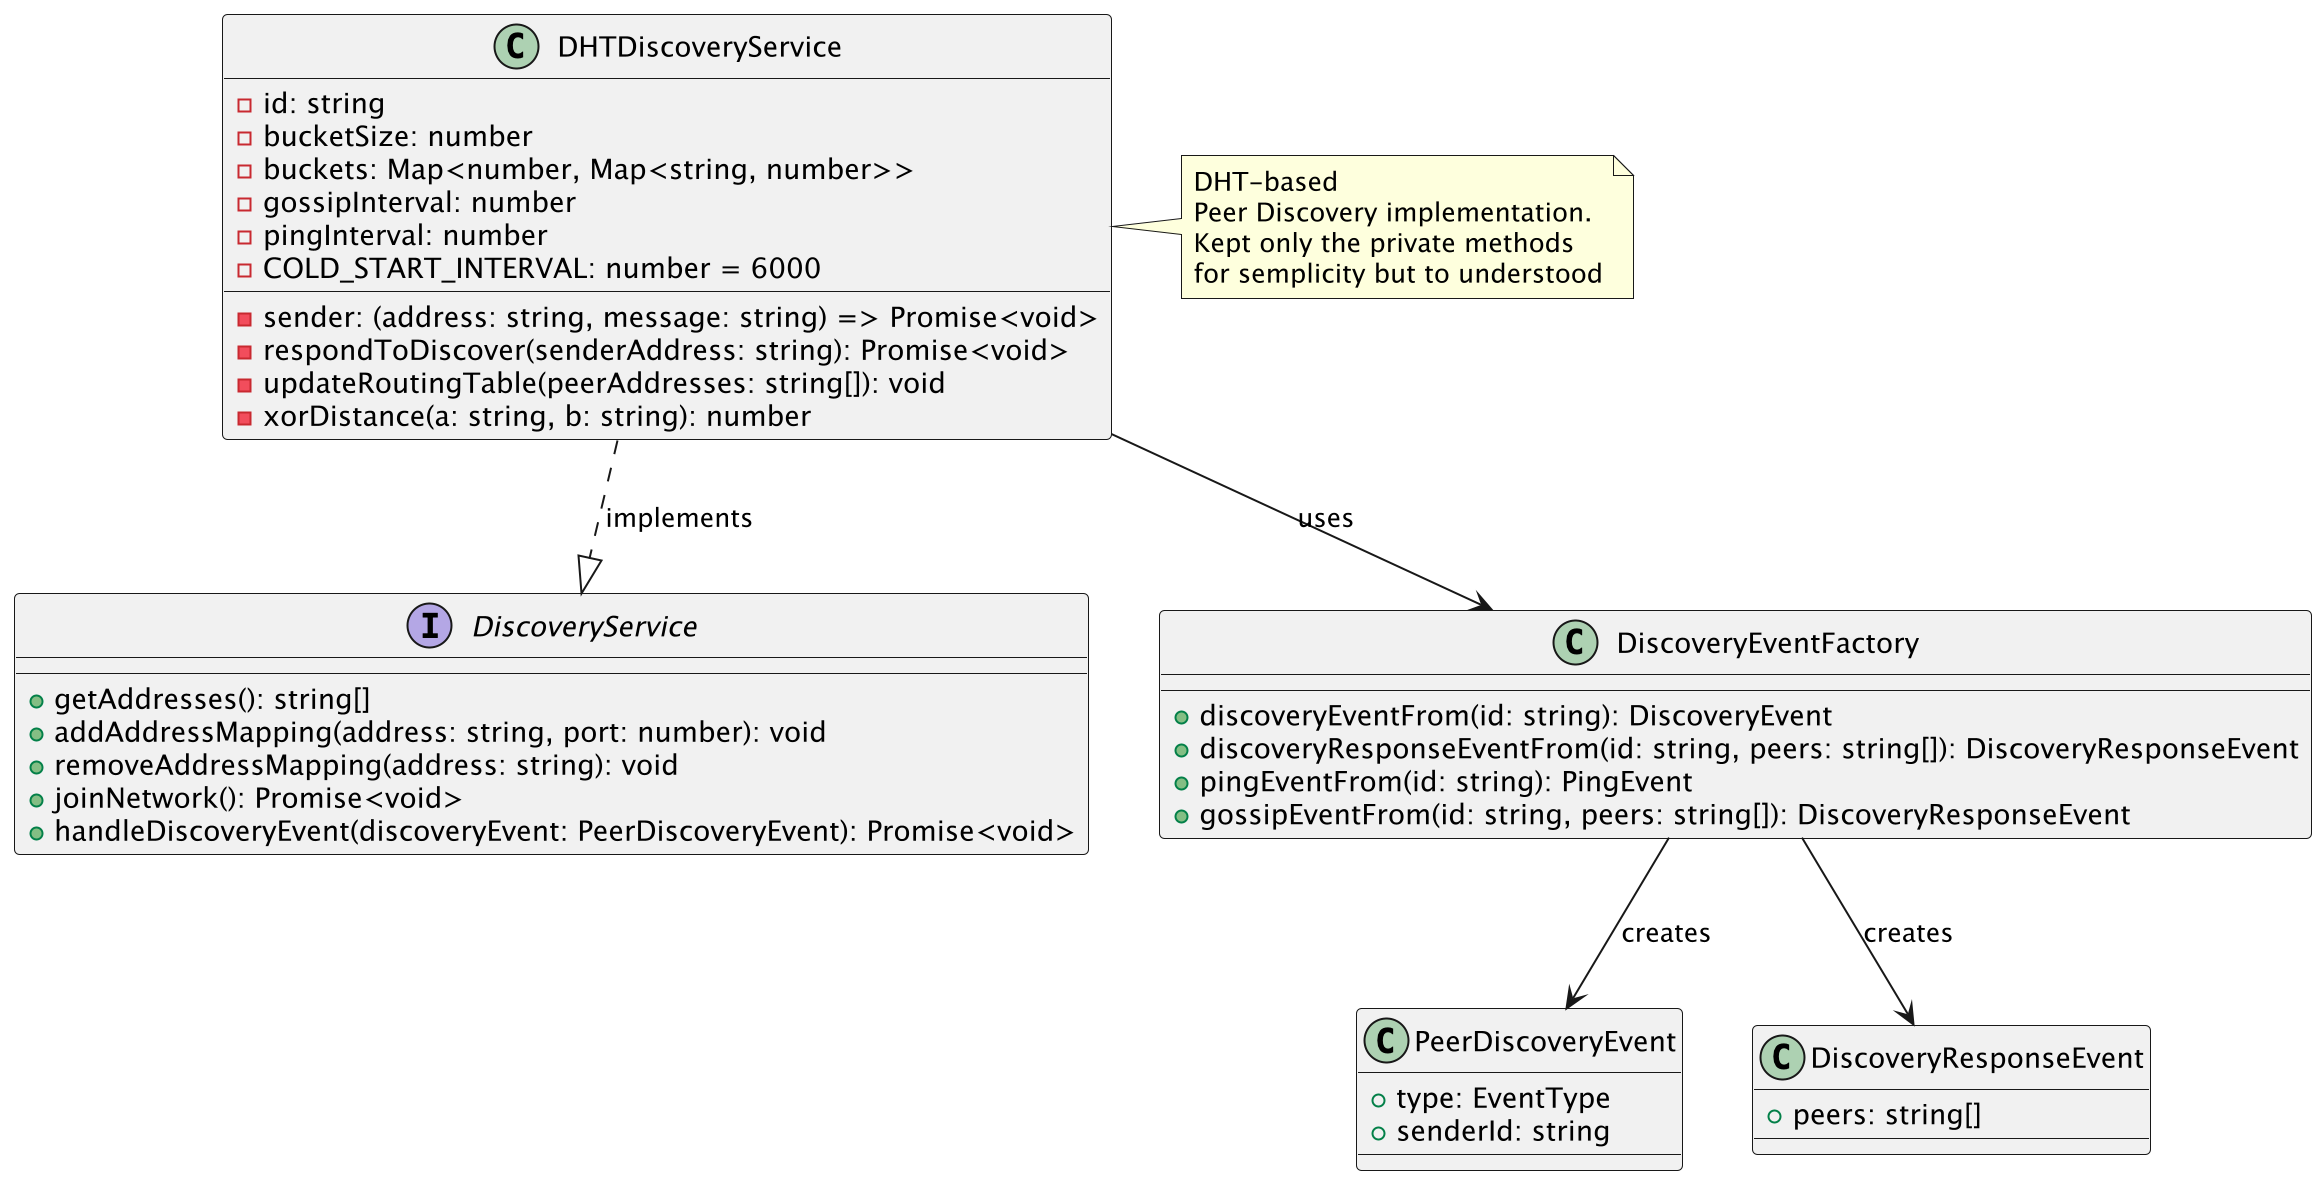 C DHTDiscoveryService
id: string
bucketSize: number
buckets: Map<number, Map<string, number>>
gossipInterval: number
pingInterval: number
COLD_START_INTERVAL: number = 6000
sender: (address: string, message: string) => Promise<void>
respondToDiscover(senderAddress: string): Promise<void>
updateRoutingTable(peerAddresses: string[]): void
xorDistance(a: string, b: string): number
DHT-based
Peer Discovery implementation.
Kept only the private methods
for semplicity but to understood
implements
uses
I DiscoveryService
getAddresses(): string[]
addAddressMapping(address: string, port: number): void
removeAddressMapping(address: string): void
joinNetwork(): Promise<void>
handleDiscoveryEvent(discoveryEvent: PeerDiscoveryEvent): Promise<void>
C DiscoveryEventFactory
discoveryEventFrom(id: string): DiscoveryEvent
discoveryResponseEventFrom(id: string, peers: string[]): DiscoveryResponseEvent
pingEventFrom(id: string): PingEvent
gossipEventFrom(id: string, peers: string[]): DiscoveryResponseEvent
creates
creates
C PeerDiscoveryEvent
type: EventType
senderId: string
C DiscoveryResponseEvent
peers: string[]